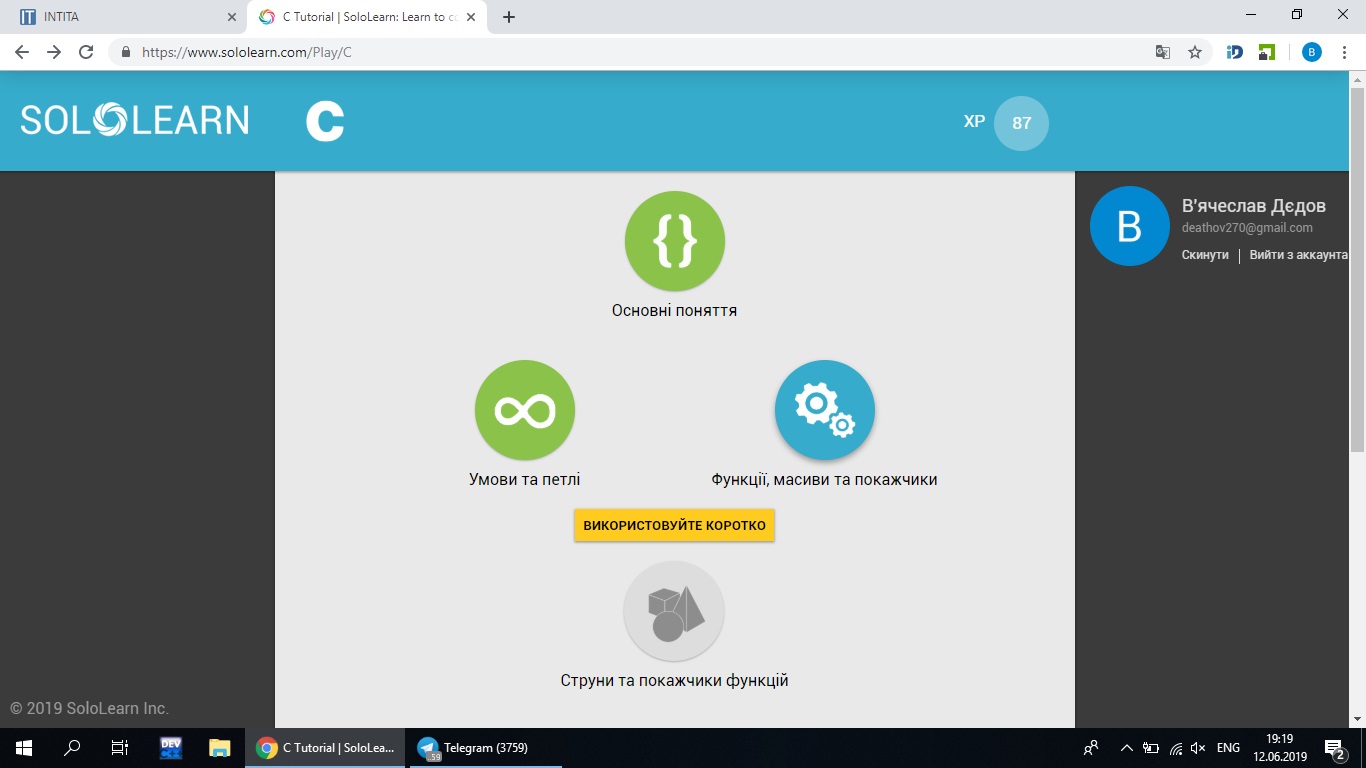 INTITA
C Tutorial | SoloLearn: Learn to co
https://www.sololearn.com/Play/C
B
SOLOLEARN
C
XP 87
B
В'ячеслав Дєдов
deathov270@gmail.com
Скинути | Вийти з аккаунта
{}
Основні поняття
Умови та петлі
Функції, масиви та покажчики
ВИКОРИСТОВУЙТЕ КОРОТКО
Струни та покажчики функцій
© 2019 SoloLearn Inc.
DEV
C Tutorial | SoloLea...
.59
Telegram (3759)
ENG
19:19
12.06.2019
2